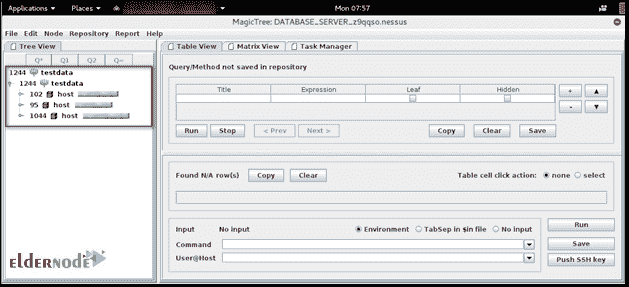 Applications Places Mon 07:57
MagicTree: DATABASE_SERVER_z9qqso.nessus
File Edit Node Repository Report Help
Tree View
Q* Q1 Q2 Q=
1244 testdata
1244 testdata
102 host
95 host
1044 host
Table View Matrix View Task Manager
Query/Method not saved in repository
Title Expression Leaf Hidden
+
-
Run Stop < Prev Next > Copy Clear Save
Found N/A row(s) Copy Clear Table cell click action: none select
Input No input Environment TabSep in $in file No input Run
Command Save
User@Host Push SSH key
eldernode